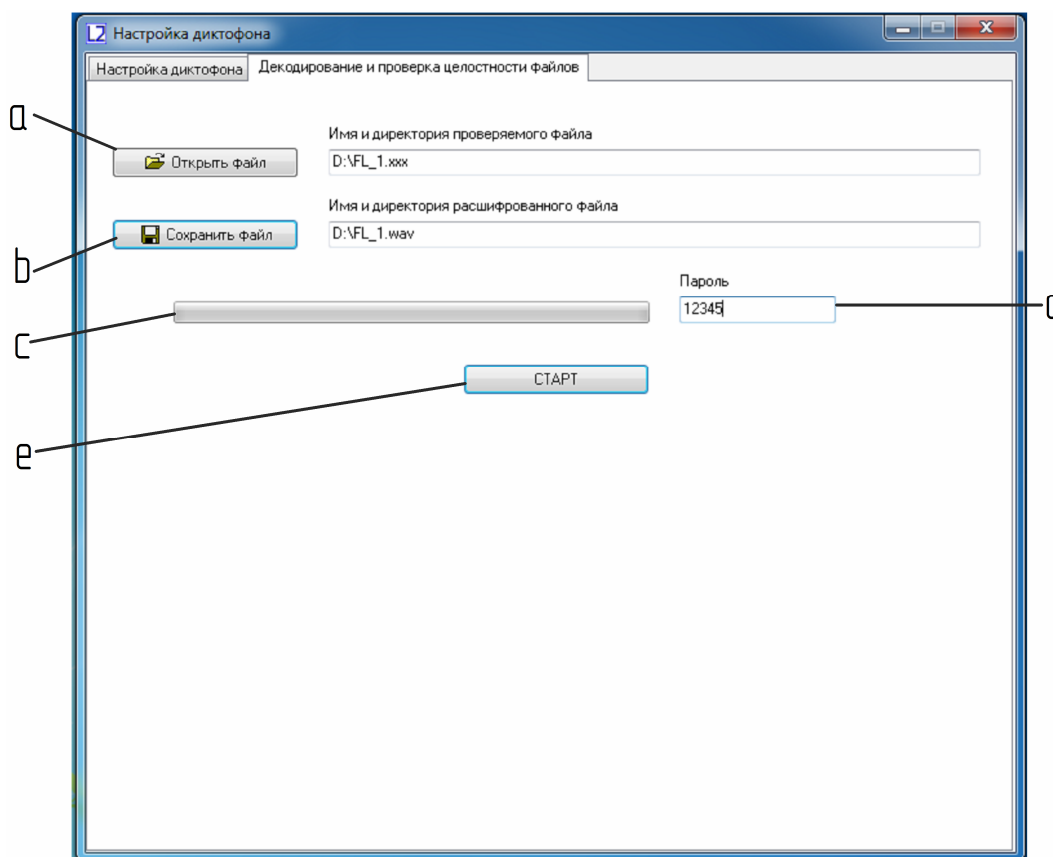 L2 Настройка диктофона
Настройка диктофона Декодирование и проверка целостности файлов
a
Имя и директория проверяемого файла
Открыть файл D:\FL_1.xxx
Имя и директория расшифрованного файла
Сохранить файл D:\FL_1.wav
b
Пароль
12345
c
СТАРТ
e